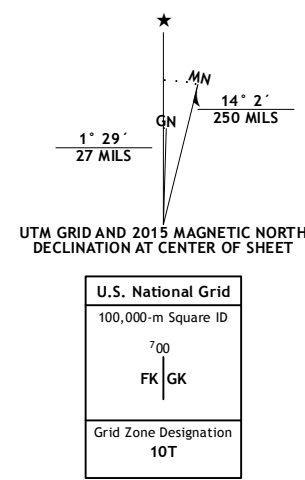 ★
MN
GN
1° 29´
27 MILS
14° 2´
250 MILS
UTM GRID AND 2015 MAGNETIC NORTH
DECLINATION AT CENTER OF SHEET
U.S. National Grid
100,000-m Square ID
⁷00
FK GK
Grid Zone Designation
10T